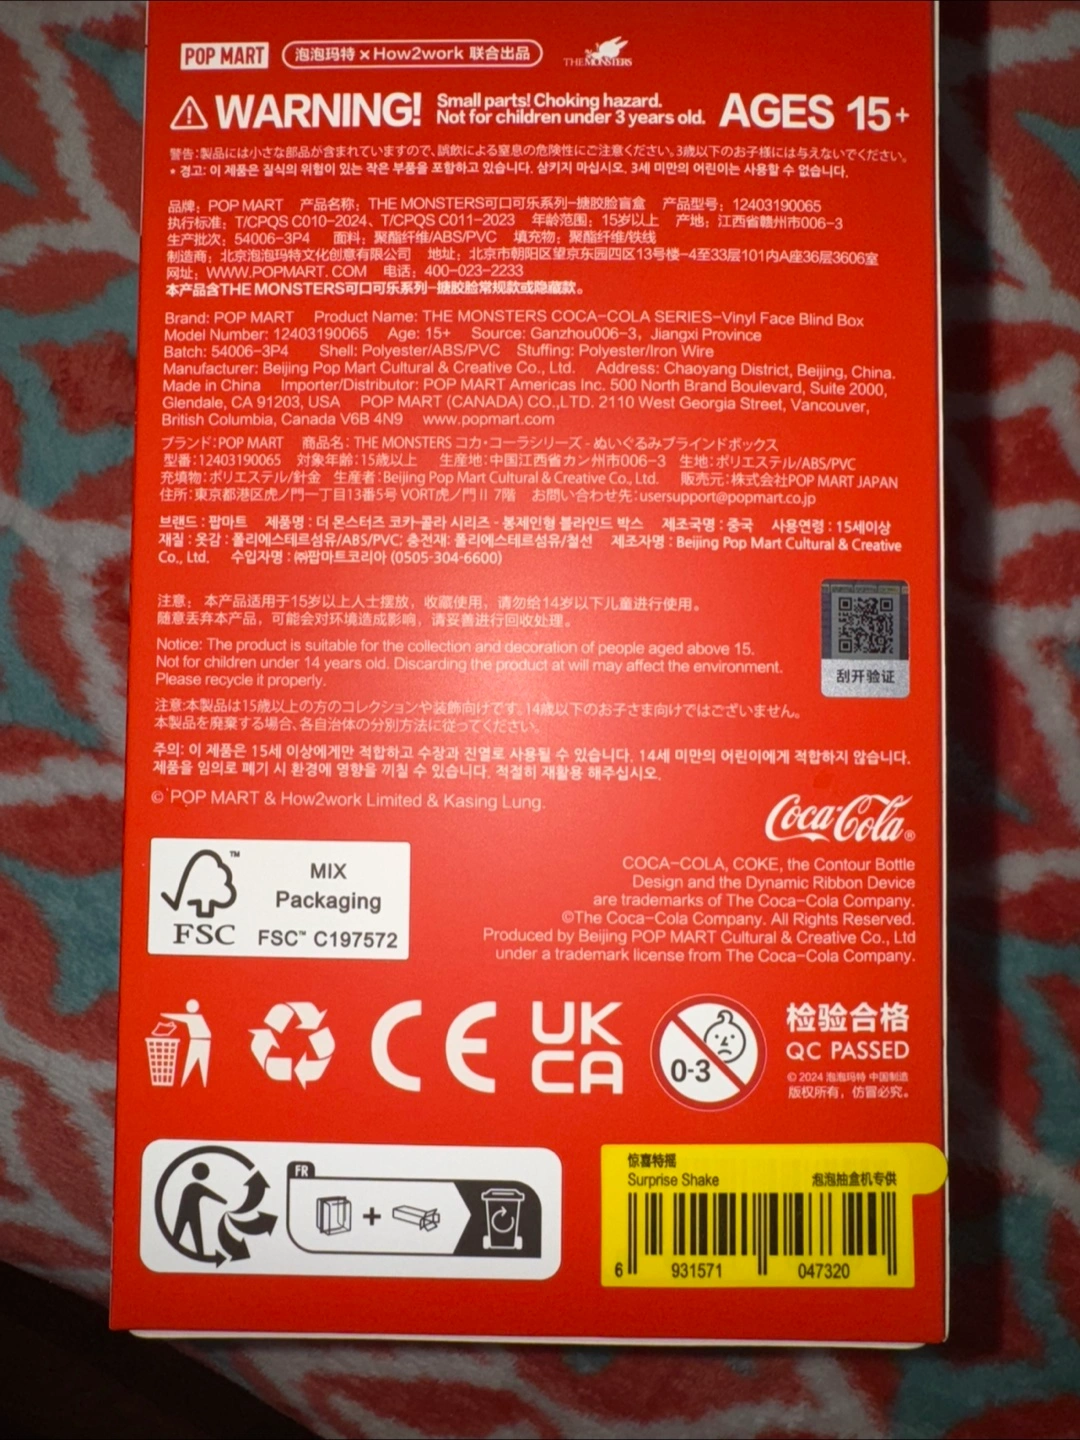 POP MART 泡泡玛特 x How2work 联合出品 THE MONSTERS
WARNING! Small parts! Choking hazard. AGES 15+
Not for children under 3 years old.
警告:製品には小さな部品が含まれていますので、誤飲による窒息の危険性にご注意ください。3歳以下のお子様には与えないでください。
* 경고: 이 제품은 질식의 위험이 있는 작은 부품을 포함하고 있습니다. 삼키지 마십시오. 3세 미만의 어린이는 사용할 수 없습니다.
品牌：POP MART 产品名称：THE MONSTERS可口可乐系列-搪胶脸盲盒 产品型号：12403190065
执行标准：T/CPQS C010-2024、T/CPQS C011-2023 年龄范围：15岁以上 产地：江西省赣州市006-3
生产批次：54006-3P4 面料：聚酯纤维/ABS/PVC 填充物：聚酯纤维/铁线
制造商：北京泡泡玛特文化创意有限公司 地址：北京市朝阳区望京东园四区13号楼-4至33层101内A座36层3606室
网址：WWW.POPMART.COM 电话：400-023-2233
本产品含THE MONSTERS可口可乐系列-搪胶脸常规款或隐藏款。
Brand: POP MART Product Name: THE MONSTERS COCA-COLA SERIES-Vinyl Face Blind Box
Model Number: 12403190065 Age: 15+ Source: Ganzhou006-3, Jiangxi Province
Batch: 54006-3P4 Shell: Polyester/ABS/PVC Stuffing: Polyester/Iron Wire
Manufacturer: Beijing Pop Mart Cultural & Creative Co., Ltd. Address: Chaoyang District, Beijing, China.
Made in China Importer/Distributor: POP MART Americas Inc. 500 North Brand Boulevard, Suite 2000,
Glendale, CA 91203, USA POP MART (CANADA) CO.,LTD. 2110 West Georgia Street, Vancouver,
British Columbia, Canada V6B 4N9 www.popmart.com
ブランド:POP MART 商品名: THE MONSTERS コカ・コーラシリーズ - ぬいぐるみブラインドボックス
型番:12403190065 対象年齢:15歳以上 生産地:中国江西省カン州市006-3 生地:ポリエステル/ABS/PVC
充填物:ポリエステル/針金 生産者:Beijing Pop Mart Cultural & Creative Co., Ltd. 販売元:株式会社POP MART JAPAN
住所:東京都港区虎ノ門一丁目13番5号 VORT虎ノ門II 7階 お問い合わせ先:usersupport@popmart.co.jp
브랜드 : 팝마트 제품명 : 더 몬스터즈 코카-콜라 시리즈 - 봉제인형 블라인드 박스 제조국명 : 중국 사용연령 : 15세이상
재질 : 옷감 : 폴리에스테르섬유/ABS/PVC; 충전재: 폴리에스테르섬유/철선 제조자명 : Beijing Pop Mart Cultural & Creative
Co., Ltd. 수입자명 : ㈜팝마트코리아 (0505-304-6600)
注意：本产品适用于15岁以上人士摆放，收藏使用，请勿给14岁以下儿童进行使用。
随意丢弃本产品，可能会对环境造成影响，请妥善进行回收处理。
刮开验证
Notice: The product is suitable for the collection and decoration of people aged above 15.
Not for children under 14 years old. Discarding the product at will may affect the environment.
Please recycle it properly.
注意:本製品は15歳以上の方のコレクションや装飾向けです。14歳以下のお子さま向けではございません。
本製品を廃棄する場合、各自治体の分別方法に従ってください。
주의: 이 제품은 15세 이상에게만 적합하고 수장과 진열로 사용될 수 있습니다. 14세 미만의 어린이에게 적합하지 않습니다.
제품을 임의로 폐기 시 환경에 영향을 끼칠 수 있습니다. 적절히 재활용 해주십시오.
© POP MART & How2work Limited & Kasing Lung.
Coca-Cola®
COCA-COLA, COKE, the Contour Bottle
Design and the Dynamic Ribbon Device
are trademarks of The Coca-Cola Company.
©The Coca-Cola Company. All Rights Reserved.
Produced by Beijing POP MART Cultural & Creative Co., Ltd
under a trademark license from The Coca-Cola Company.
™
MIX
Packaging
FSC FSC™ C197572
CE
UK
CA
0-3
检验合格
QC PASSED
© 2024 泡泡玛特 中国制造
版权所有，仿冒必究。
FR
+
惊喜特摇
Surprise Shake 泡泡抽盒机专供
6 931571 047320